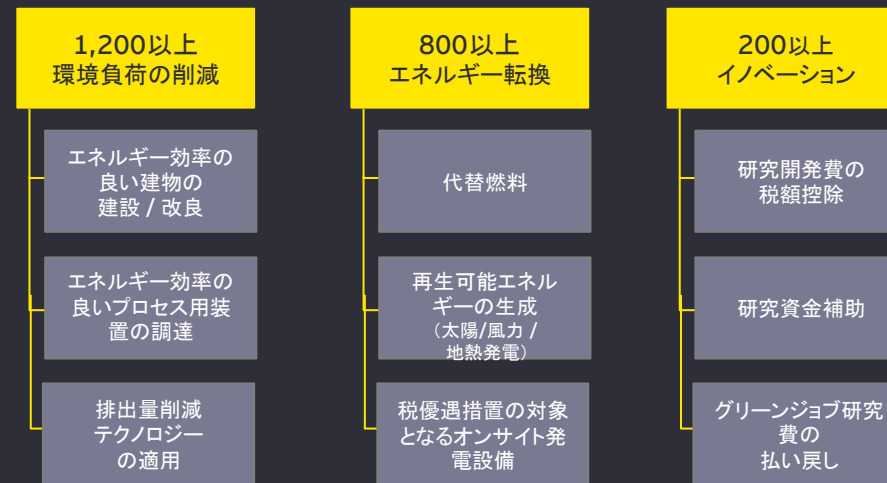 1,200以上
環境負荷の削減
エネルギー効率の
良い建物の
建設 / 改良
エネルギー効率の
良いプロセス用装
置の調達
排出量削減
テクノロジー
の適用
800以上
エネルギー転換
代替燃料
再生可能エネル
ギーの生成
（太陽/風力 /
地熱発電）
税優遇措置の対象
となるオンサイト発
電設備
200以上
イノベーション
研究開発費の
税額控除
研究資金補助
グリーンジョブ研究
費の
払い戻し